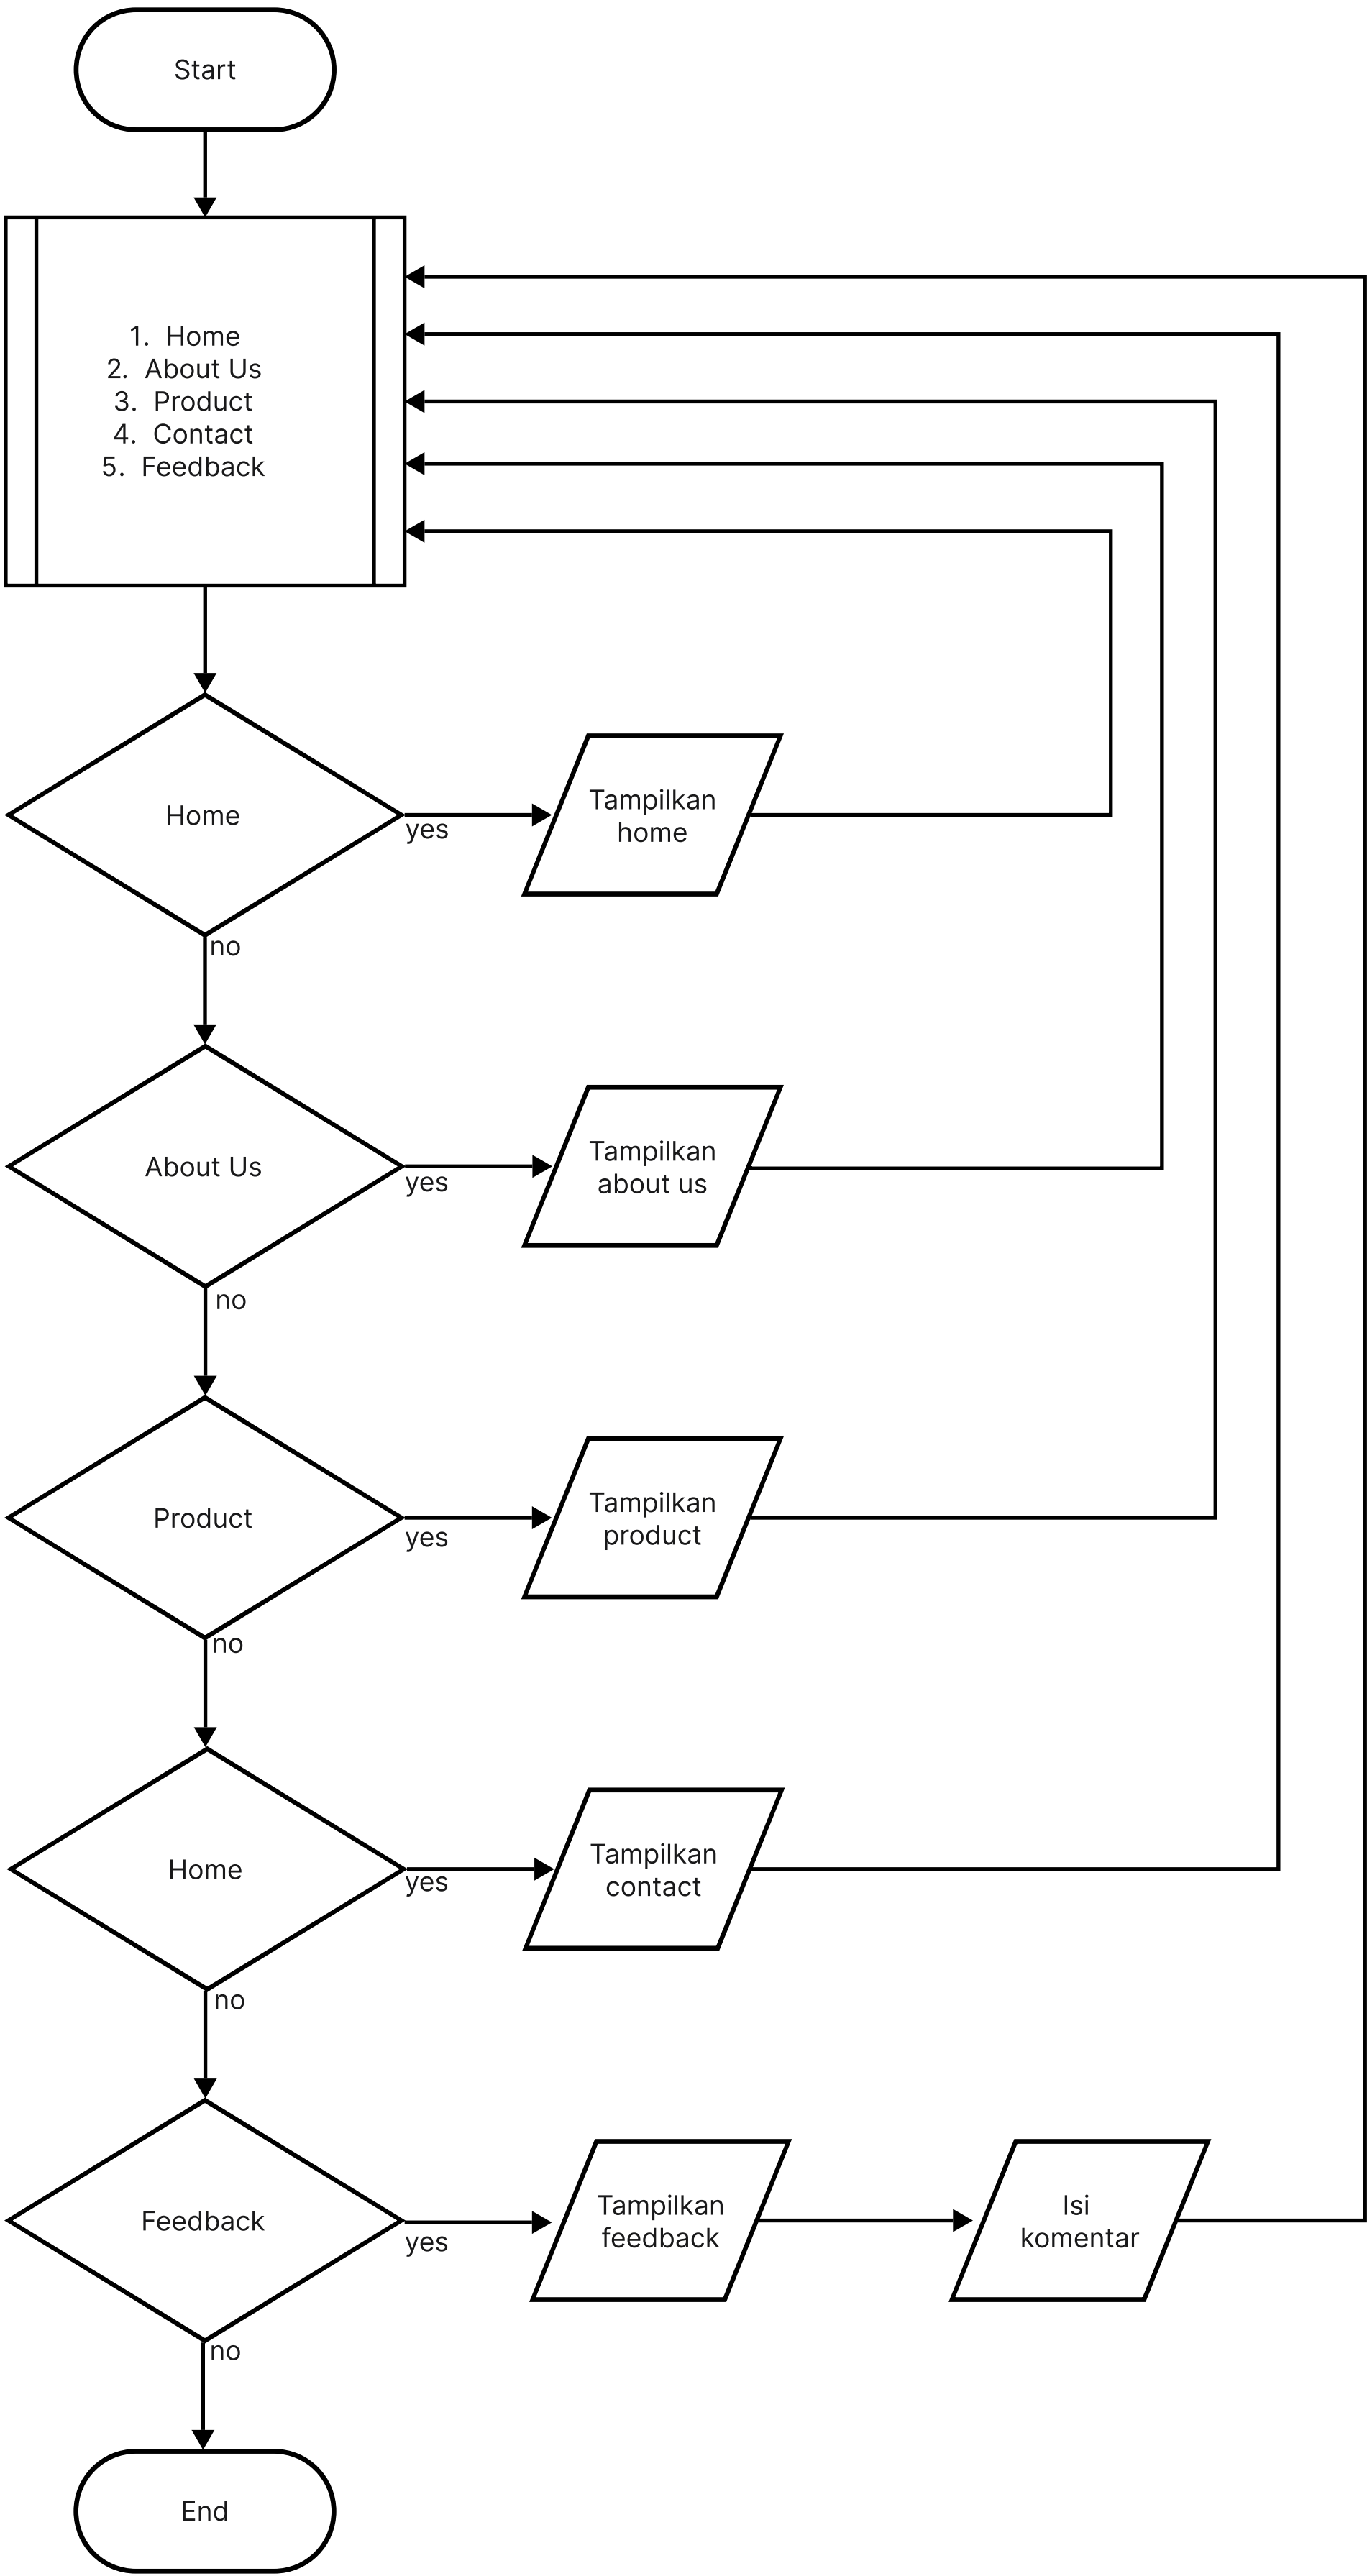 Start
1. Home
2. About Us
3. Product
4. Contact
5. Feedback
Home
yes
Tampilkan
home
no
About Us
yes
Tampilkan
about us
no
Product
yes
Tampilkan
product
no
Home
yes
Tampilkan
contact
no
Feedback
yes
Tampilkan
feedback
Isi
komentar
no
End